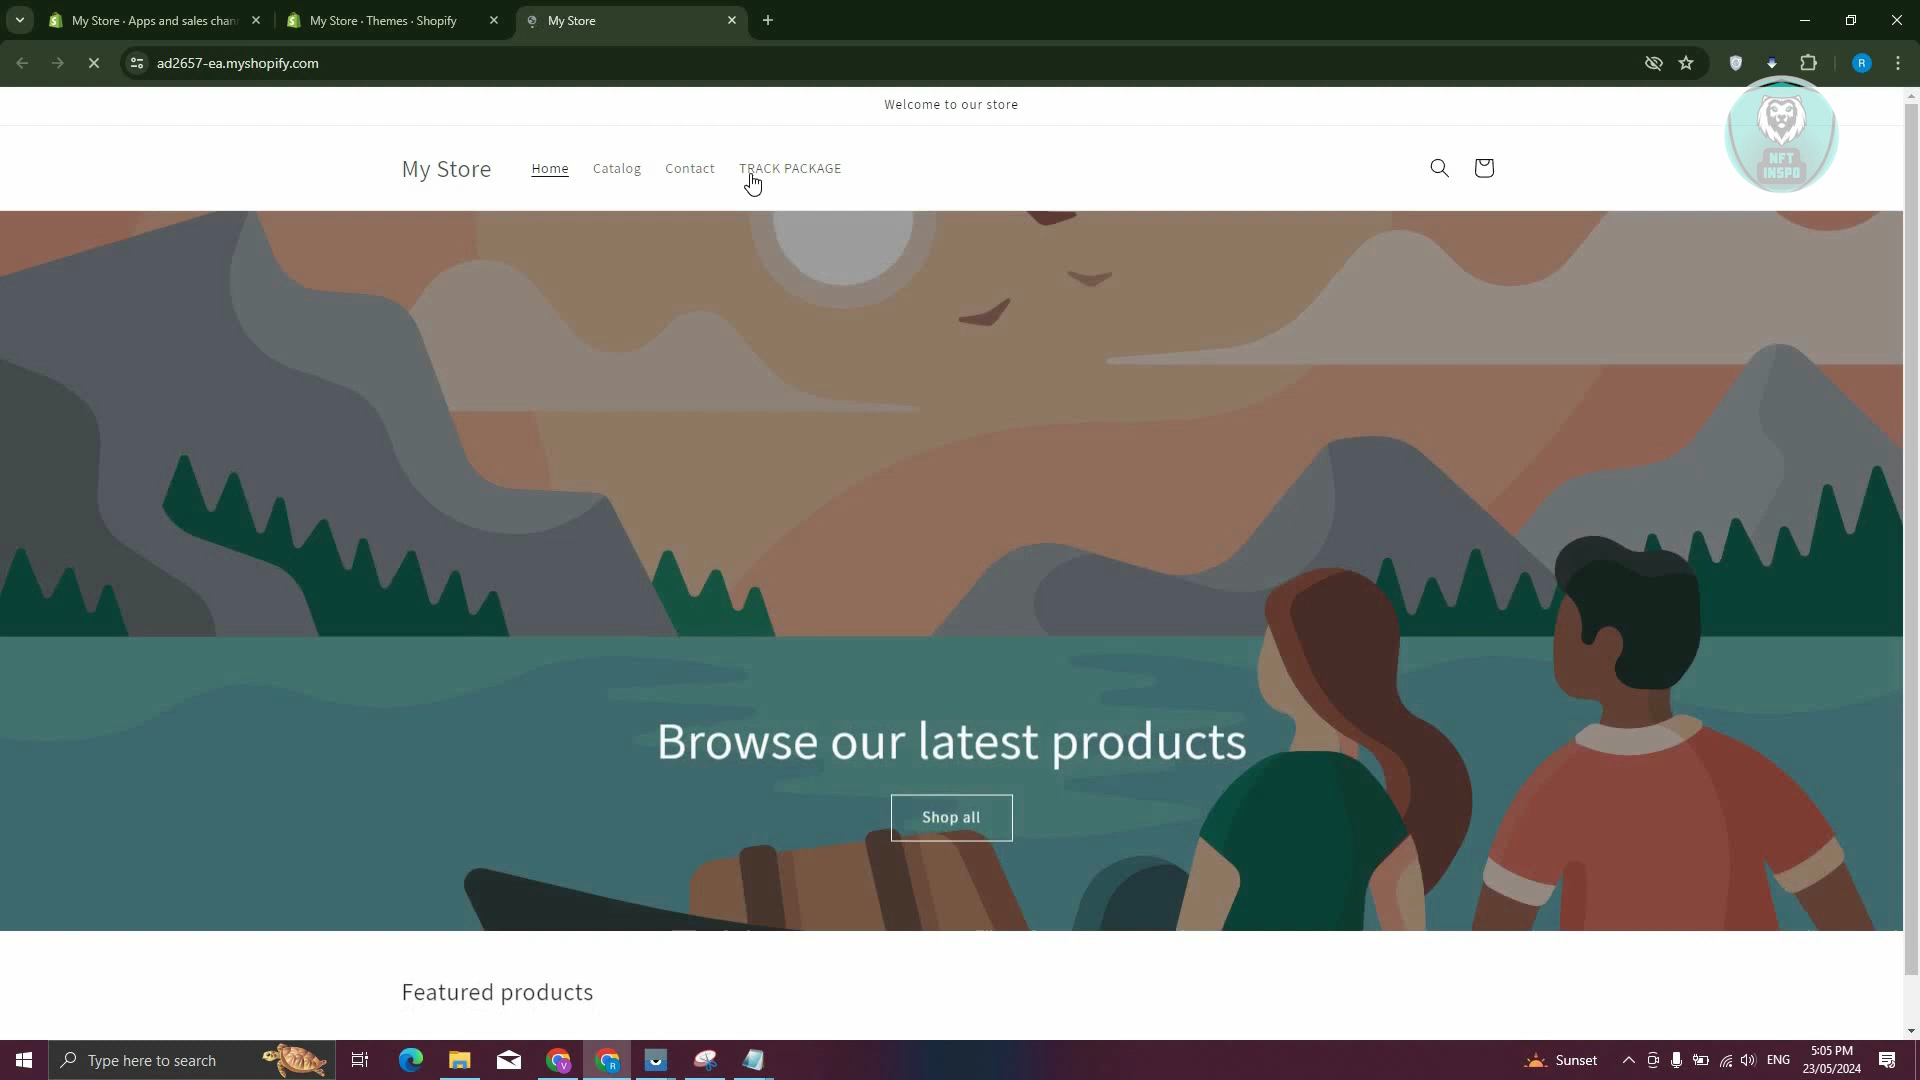 My Store · Apps and sales chan
My Store · Themes · Shopify
My Store
ad2657-ea.myshopify.com
R
Welcome to our store
NFT
INSPO
My Store
Home
Catalog
Contact
TRACK PACKAGE
Browse our latest products
Shop all
Featured products
Type here to search
V
R
Sunset
ENG
5:05 PM
23/05/2024